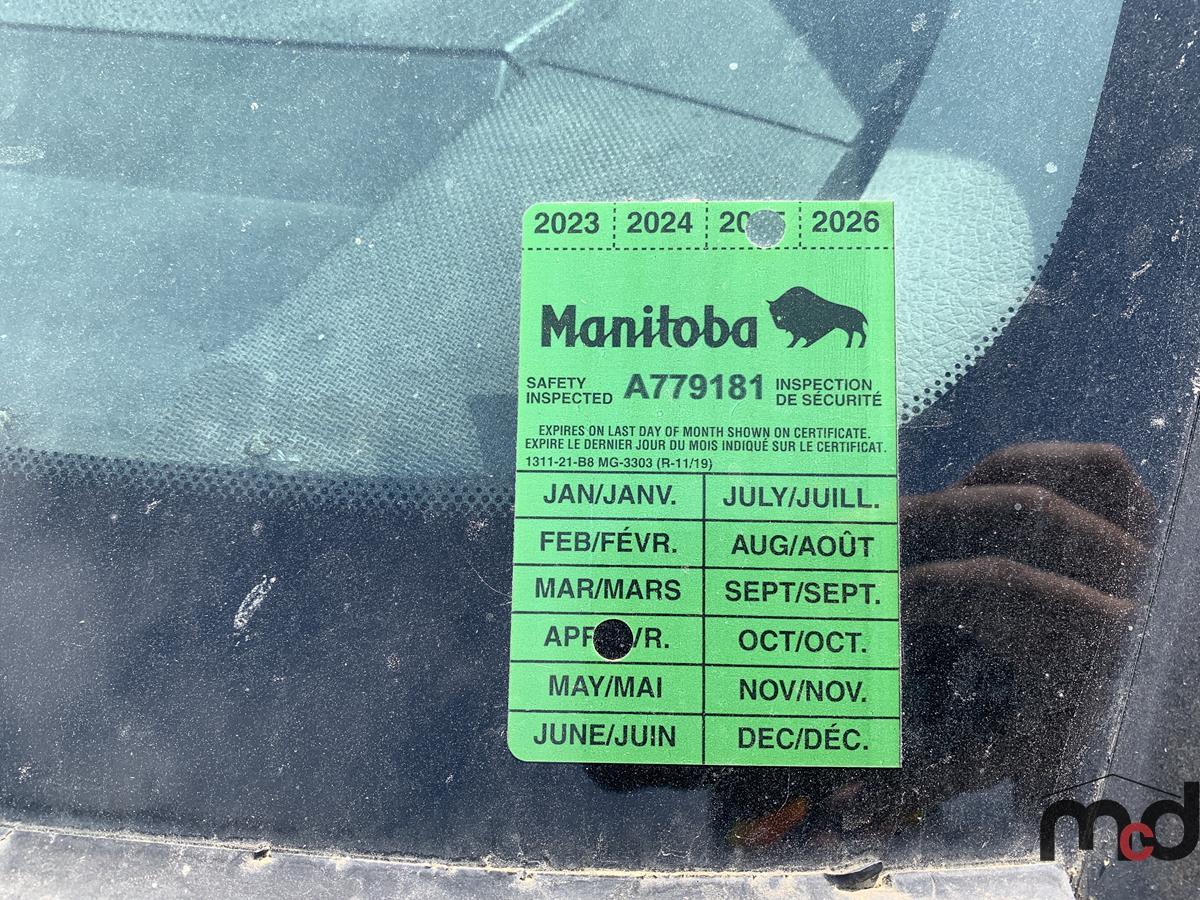 2023 2024 2026
Manitoba
SAFETY INSPECTED A779181 INSPECTION DE SÉCURITÉ
EXPIRES ON LAST DAY OF MONTH SHOWN ON CERTIFICATE.
EXPIRE LE DERNIER JOUR DU MOIS INDIQUÉ SUR LE CERTIFICAT.
1311-21-B8 MG-3303 (R-11/19)
JAN/JANV. JULY/JUILL.
FEB/FÉVR. AUG/AOÛT
MAR/MARS SEPT/SEPT.
OCT/OCT.
MAY/MAI NOV/NOV.
JUNE/JUIN DEC/DÉC.
mcd